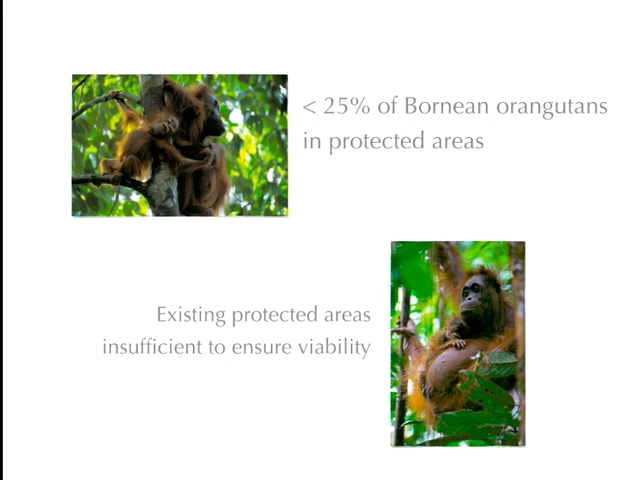 < 25% of Bornean orangutans
in protected areas
Existing protected areas
insufficient to ensure viability